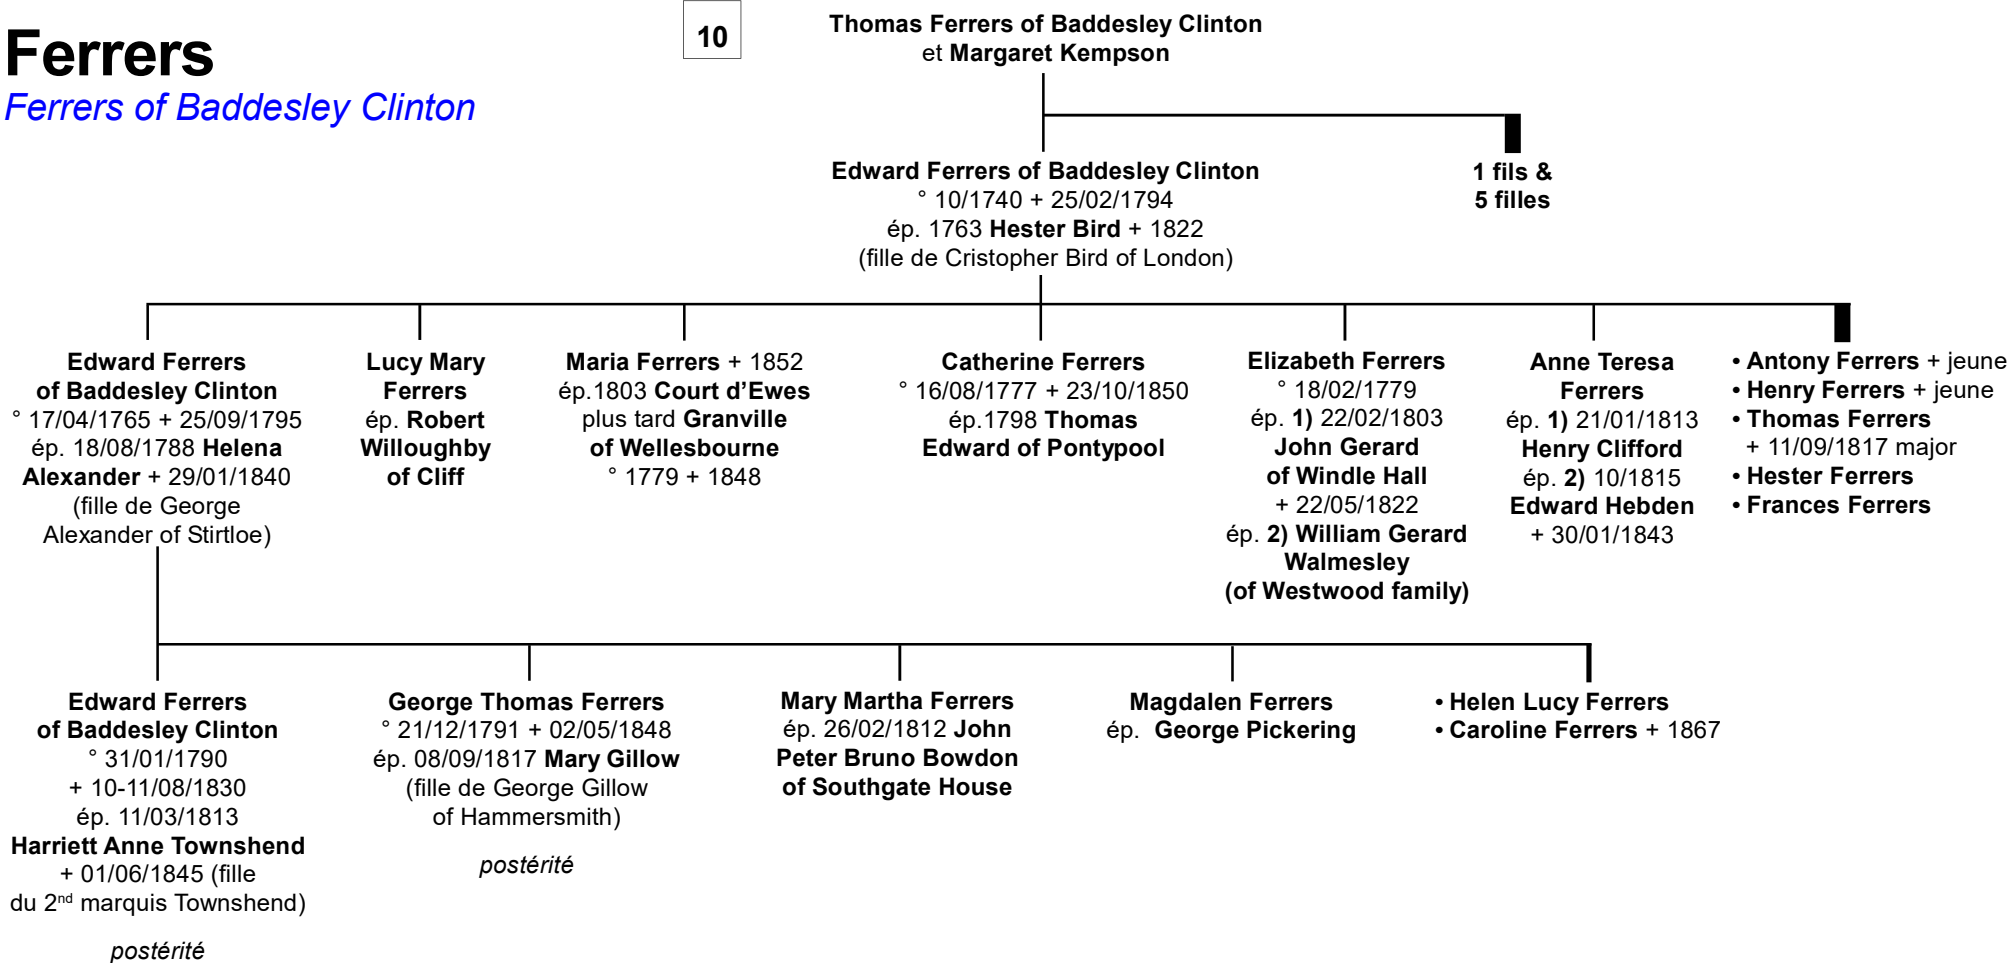 Ferrers
Ferrers of Baddesley Clinton
10
Thomas Ferrers of Baddesley Clinton
et Margaret Kempson
Edward Ferrers of Baddesley Clinton
° 10/1740 + 25/02/1794
ép. 1763 Hester Bird + 1822
(fille de Cristopher Bird of London)
1 fils &
5 filles
Edward Ferrers
of Baddesley Clinton
° 17/04/1765 + 25/09/1795
ép. 18/08/1788 Helena
Alexander + 29/01/1840
(fille de George
Alexander of Stirtloe)
Lucy Mary
Ferrers
ép. Robert
Willoughby
of Cliff
Maria Ferrers + 1852
ép.1803 Court d’Ewes
plus tard Granville
of Wellesbourne
° 1779 + 1848
Catherine Ferrers
° 16/08/1777 + 23/10/1850
ép.1798 Thomas
Edward of Pontypool
Elizabeth Ferrers
° 18/02/1779
ép. 1) 22/02/1803
John Gerard
of Windle Hall
+ 22/05/1822
ép. 2) William Gerard
Walmesley
(of Westwood family)
Anne Teresa
Ferrers
ép. 1) 21/01/1813
Henry Clifford
ép. 2) 10/1815
Edward Hebden
+ 30/01/1843
• Antony Ferrers + jeune
• Henry Ferrers + jeune
• Thomas Ferrers
+ 11/09/1817 major
• Hester Ferrers
• Frances Ferrers
Edward Ferrers
of Baddesley Clinton
° 31/01/1790
+ 10-11/08/1830
ép. 11/03/1813
Harriett Anne Townshend
+ 01/06/1845 (fille
du 2nd marquis Townshend)
postérité
George Thomas Ferrers
° 21/12/1791 + 02/05/1848
ép. 08/09/1817 Mary Gillow
(fille de George Gillow
of Hammersmith)
postérité
Mary Martha Ferrers
ép. 26/02/1812 John
Peter Bruno Bowdon
of Southgate House
Magdalen Ferrers
ép. George Pickering
• Helen Lucy Ferrers
• Caroline Ferrers + 1867